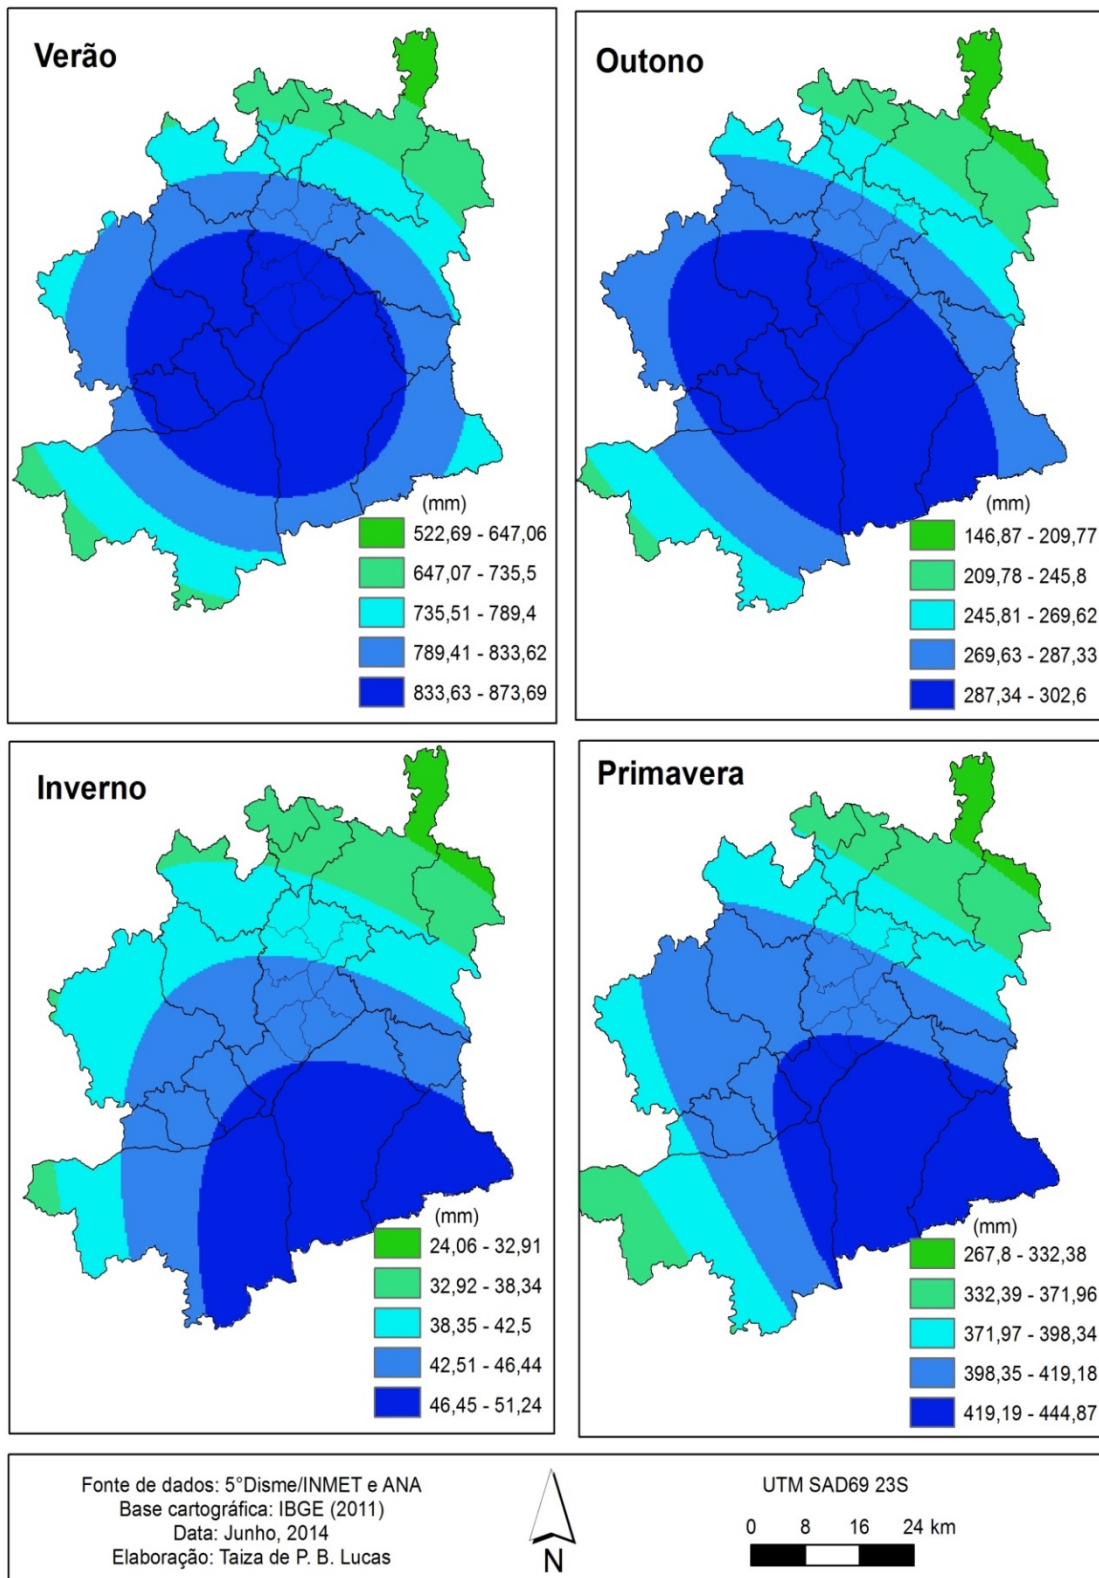 Verão
(mm)
522,69 - 647,06
647,07 - 735,5
735,51 - 789,4
789,41 - 833,62
833,63 - 873,69
Outono
(mm)
146,87 - 209,77
209,78 - 245,8
245,81 - 269,62
269,63 - 287,33
287,34 - 302,6
Inverno
(mm)
24,06 - 32,91
32,92 - 38,34
38,35 - 42,5
42,51 - 46,44
46,45 - 51,24
Primavera
(mm)
267,8 - 332,38
332,39 - 371,96
371,97 - 398,34
398,35 - 419,18
419,19 - 444,87
Fonte de dados: 5°Disme/INMET e ANA
Base cartográfica: IBGE (2011)
Data: Junho, 2014
Elaboração: Taiza de P. B. Lucas
N
UTM SAD69 23S
0 8 16 24 km